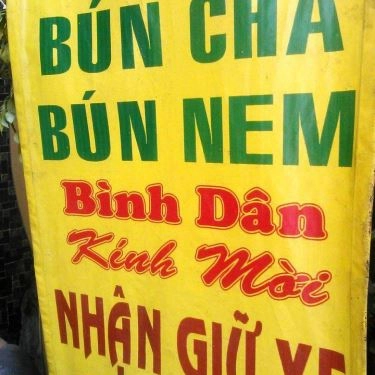 BÚN CHẢ
BÚN NEM
Bình Dân
Kính Mời
NHẬN GIỮ XE